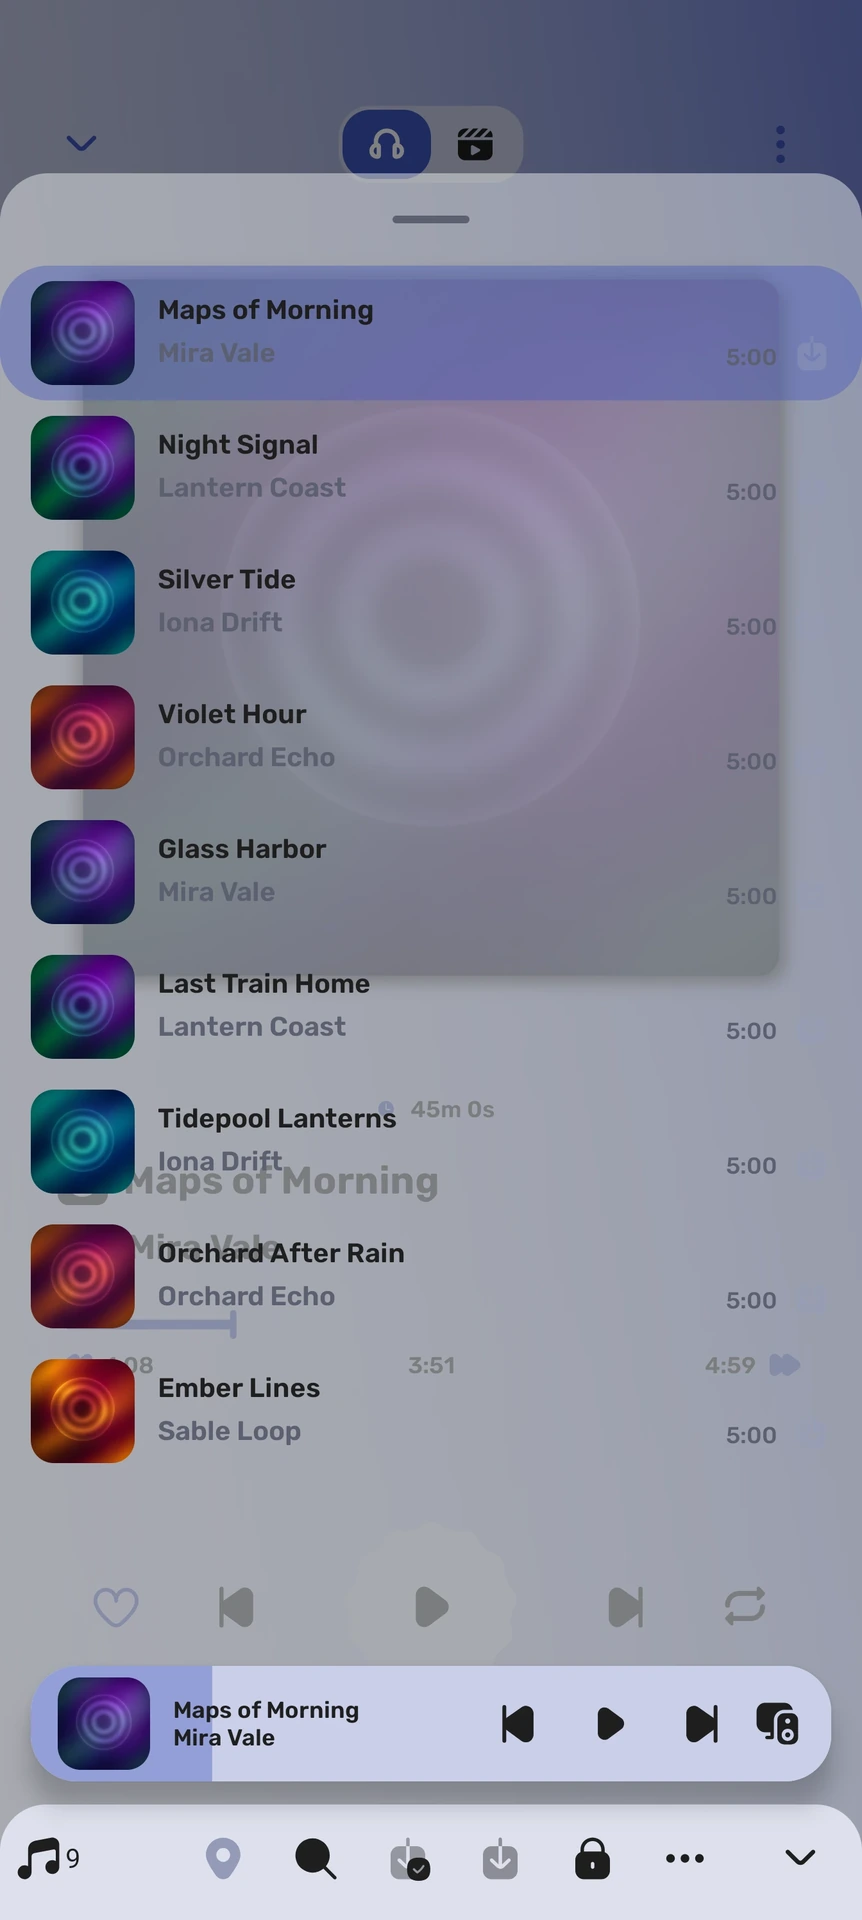 Maps of Morning
Mira Vale
5:00
Night Signal
Lantern Coast
5:00
Silver Tide
Iona Drift
5:00
Violet Hour
Orchard Echo
5:00
Glass Harbor
Mira Vale
5:00
Last Train Home
Lantern Coast
5:00
45m 0s
Tidepool Lanterns
Iona Drift
5:00
Maps of Morning
Mira Vale
Orchard After Rain
Orchard Echo
5:00
3:51
4:59
Ember Lines
Sable Loop
5:00
Maps of Morning
Mira Vale
9